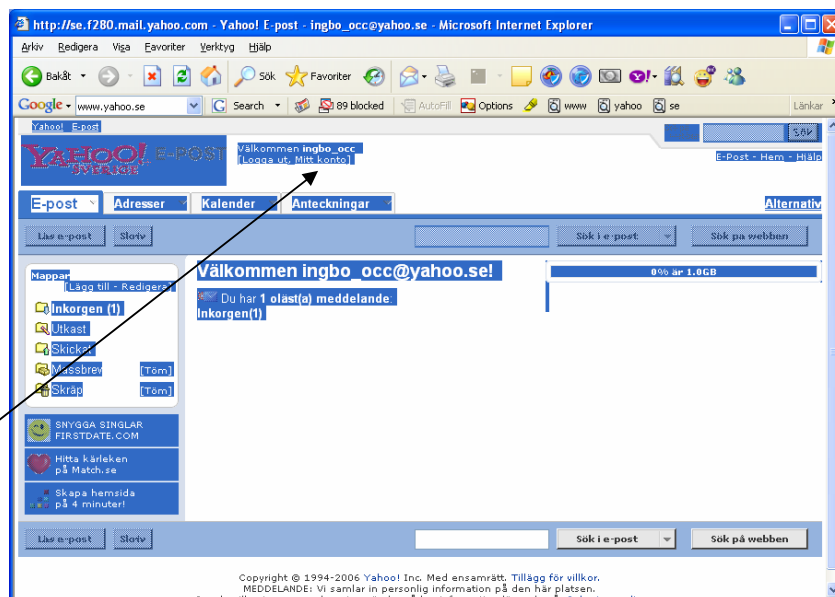 http://se.f280.mail.yahoo.com - Yahoo! E-post - ingbo_occ@yahoo.se - Microsoft Internet Explorer
Arkiv Redigera Visa Favoriter Verktyg Hjälp
Bakåt Sök Favoriter
Google www.yahoo.se Search 89 blocked AutoFill Options www yahoo se Länkar
Yahoo! E-post Sök
YAHOO! E-POST
SVERIGE
Välkommen ingbo_occ
[Logga ut, Mitt konto]
E-Post - Hem - Hjälp
E-post Adresser Kalender Anteckningar Alternativ
Läs e-post Skriv Sök i e-post Sök på webben
Välkommen ingbo_occ@yahoo.se!
0% är 1.0GB
Mappar
[Lägg till - Redigera]
Du har 1 oläst(a) meddelande:
Inkorgen(1)
Inkorgen (1)
Utkast
Skickat
Massbrev [Töm]
Skräp [Töm]
SNYGGA SINGLAR
FIRSTDATE.COM
Hitta kärleken
på Match.se
Skapa hemsida
på 4 minuter!
Läs e-post Skriv Sök i e-post Sök på webben
Copyright © 1994-2006 Yahoo! Inc. Med ensamrätt. Tillägg för villkor.
MEDDELANDE: Vi samlar in personlig information på den här platsen.